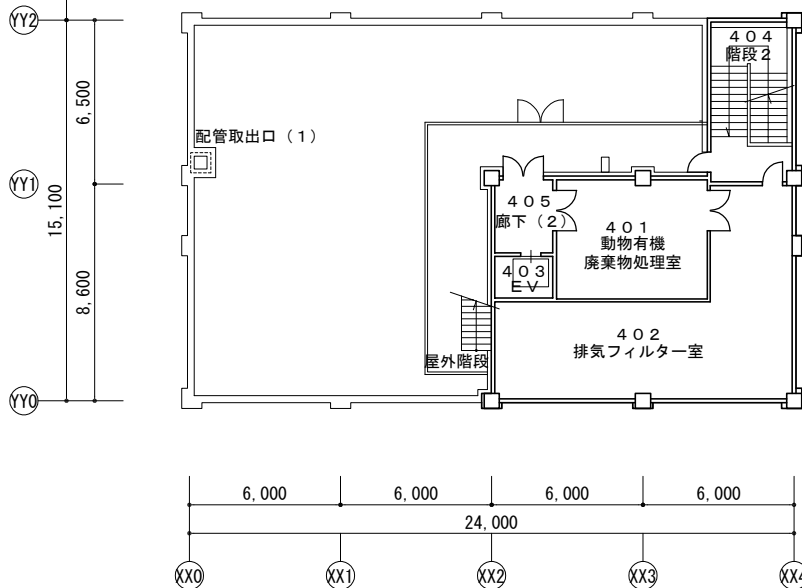 YY2
404
階段2
6,500
配管取出口(1)
YY1
15,100
405
廊下(2)
401
動物有機
廃棄物処理室
403
EV
8,600
402
排気フィルター室
屋外階段
YY0
6,000
6,000
6,000
6,000
24,000
XX0
XX1
XX2
XX3
XX4